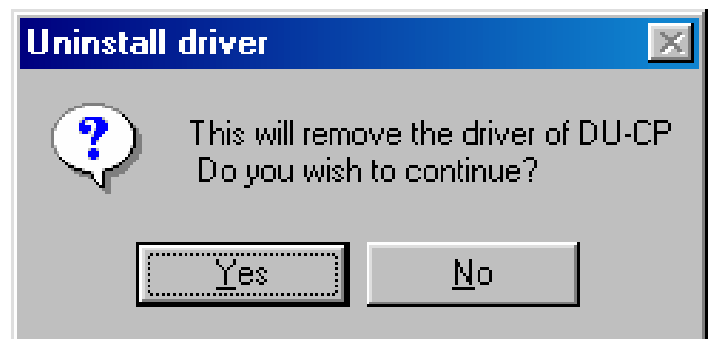 Uninstall driver
This will remove the driver of DU-CP
Do you wish to continue?
Yes
No